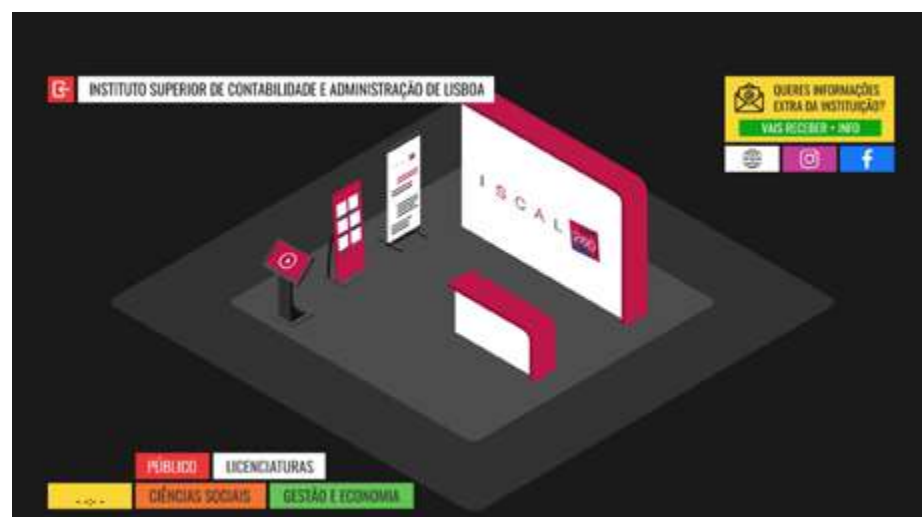 INSTITUTO SUPERIOR DE CONTABILIDADE E ADMINISTRAÇÃO DE LISBOA
QUERES INFORMAÇÕES
EXTRA DA INSTITUIÇÃO?
VAIS RECEBER + INFO
ISCAL
PÚBLICO
LICENCIATURAS
CIÊNCIAS SOCIAIS
GESTÃO E ECONOMIA